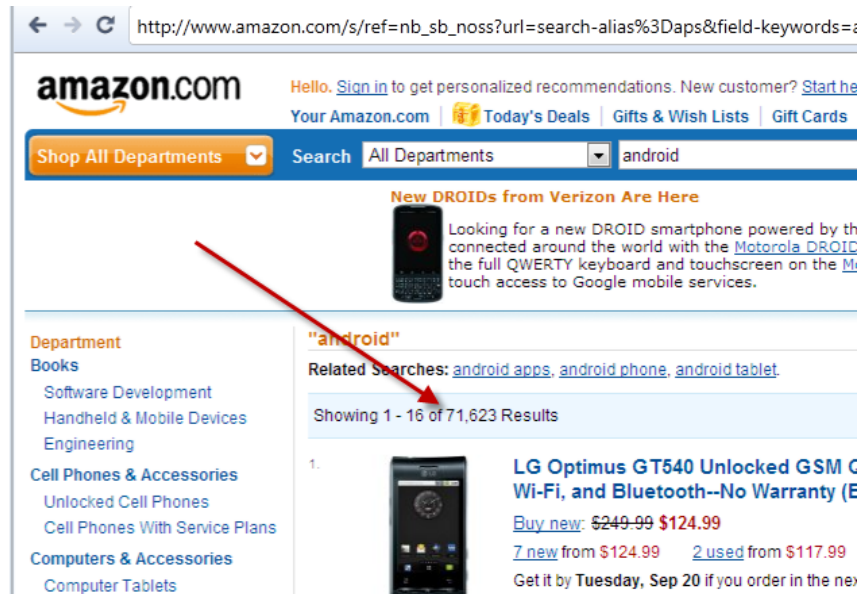 http://www.amazon.com/s/ref=nb_sb_noss?url=search-alias%3Daps&field-keywords=a
amazon.com
Hello. Sign in to get personalized recommendations. New customer? Start he
Your Amazon.com | Today's Deals | Gifts & Wish Lists | Gift Cards
Shop All Departments Search All Departments android
New DROIDs from Verizon Are Here
Looking for a new DROID smartphone powered by th
connected around the world with the Motorola DROID
the full QWERTY keyboard and touchscreen on the Mo
touch access to Google mobile services.
Department
Books
Software Development
Handheld & Mobile Devices
Engineering
Cell Phones & Accessories
Unlocked Cell Phones
Cell Phones With Service Plans
Computers & Accessories
Computer Tablets
"android"
Related Searches: android apps, android phone, android tablet.
Showing 1 - 16 of 71,623 Results
1.
LG Optimus GT540 Unlocked GSM Q
Wi-Fi, and Bluetooth--No Warranty (B
Buy new: $249.99 $124.99
7 new from $124.99 2 used from $117.99
Get it by Tuesday, Sep 20 if you order in the nex